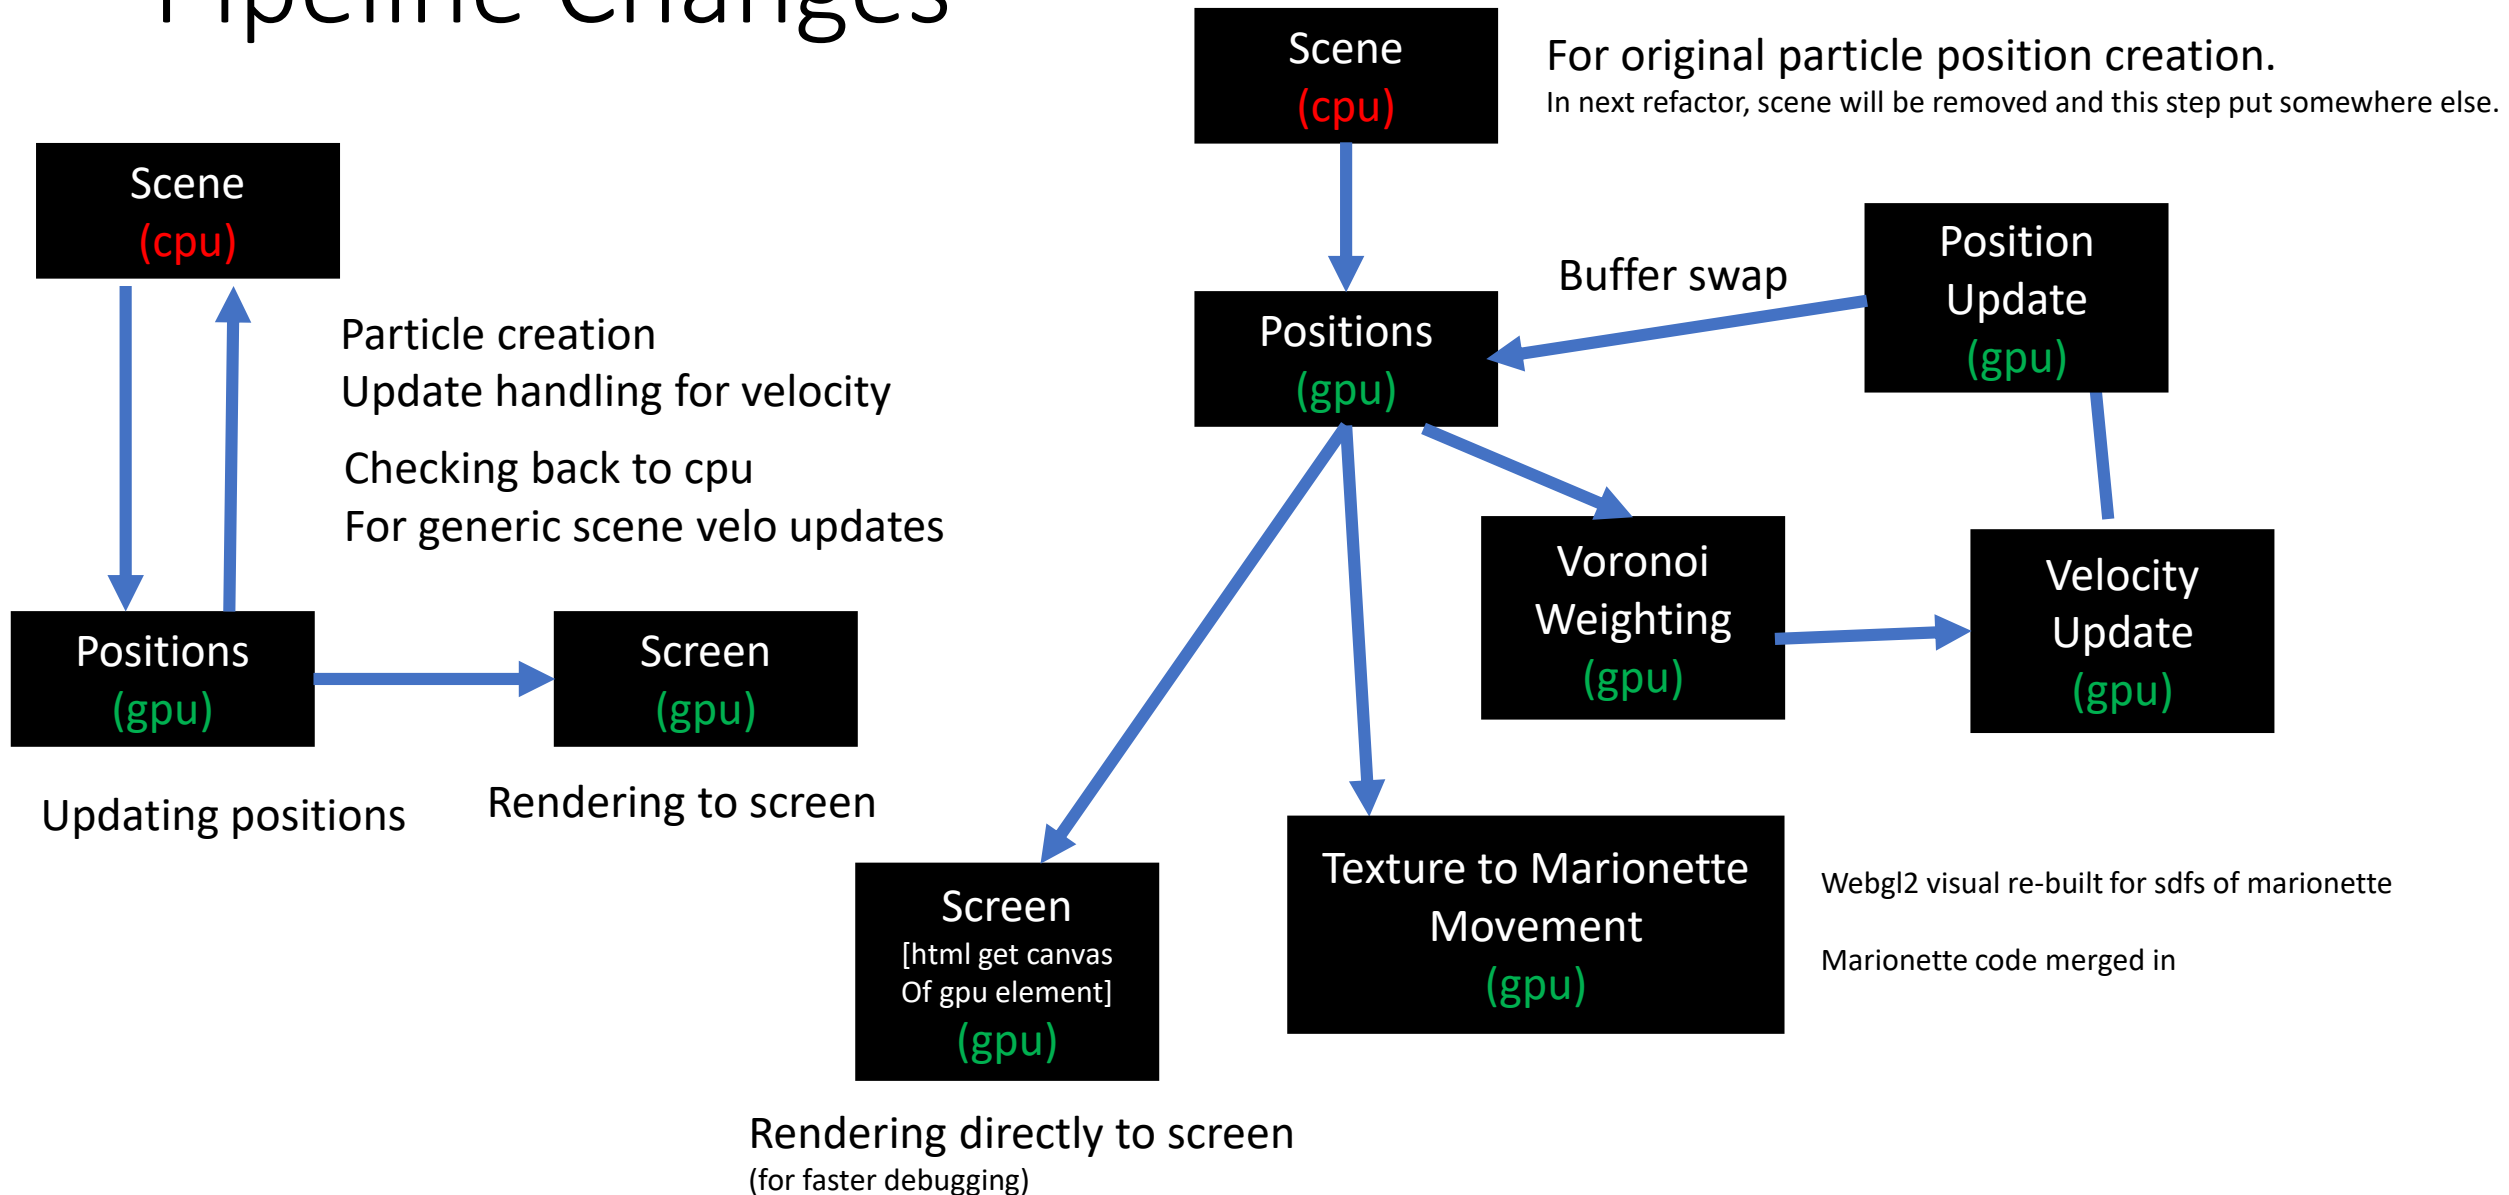 Pipeline Changes
Scene
(cpu)
Particle creation
Update handling for velocity
Checking back to cpu
For generic scene velo updates
Positions
(gpu)
Screen
(gpu)
Updating positions
Rendering to screen
Scene
(cpu)
For original particle position creation.
In next refactor, scene will be removed and this step put somewhere else.
Buffer swap
Position
Update
(gpu)
Positions
(gpu)
Voronoi
Weighting
(gpu)
Velocity
Update
(gpu)
Screen
[html get canvas
Of gpu element]
(gpu)
Texture to Marionette
Movement
(gpu)
Webgl2 visual re-built for sdfs of marionette
Marionette code merged in
Rendering directly to screen
(for faster debugging)